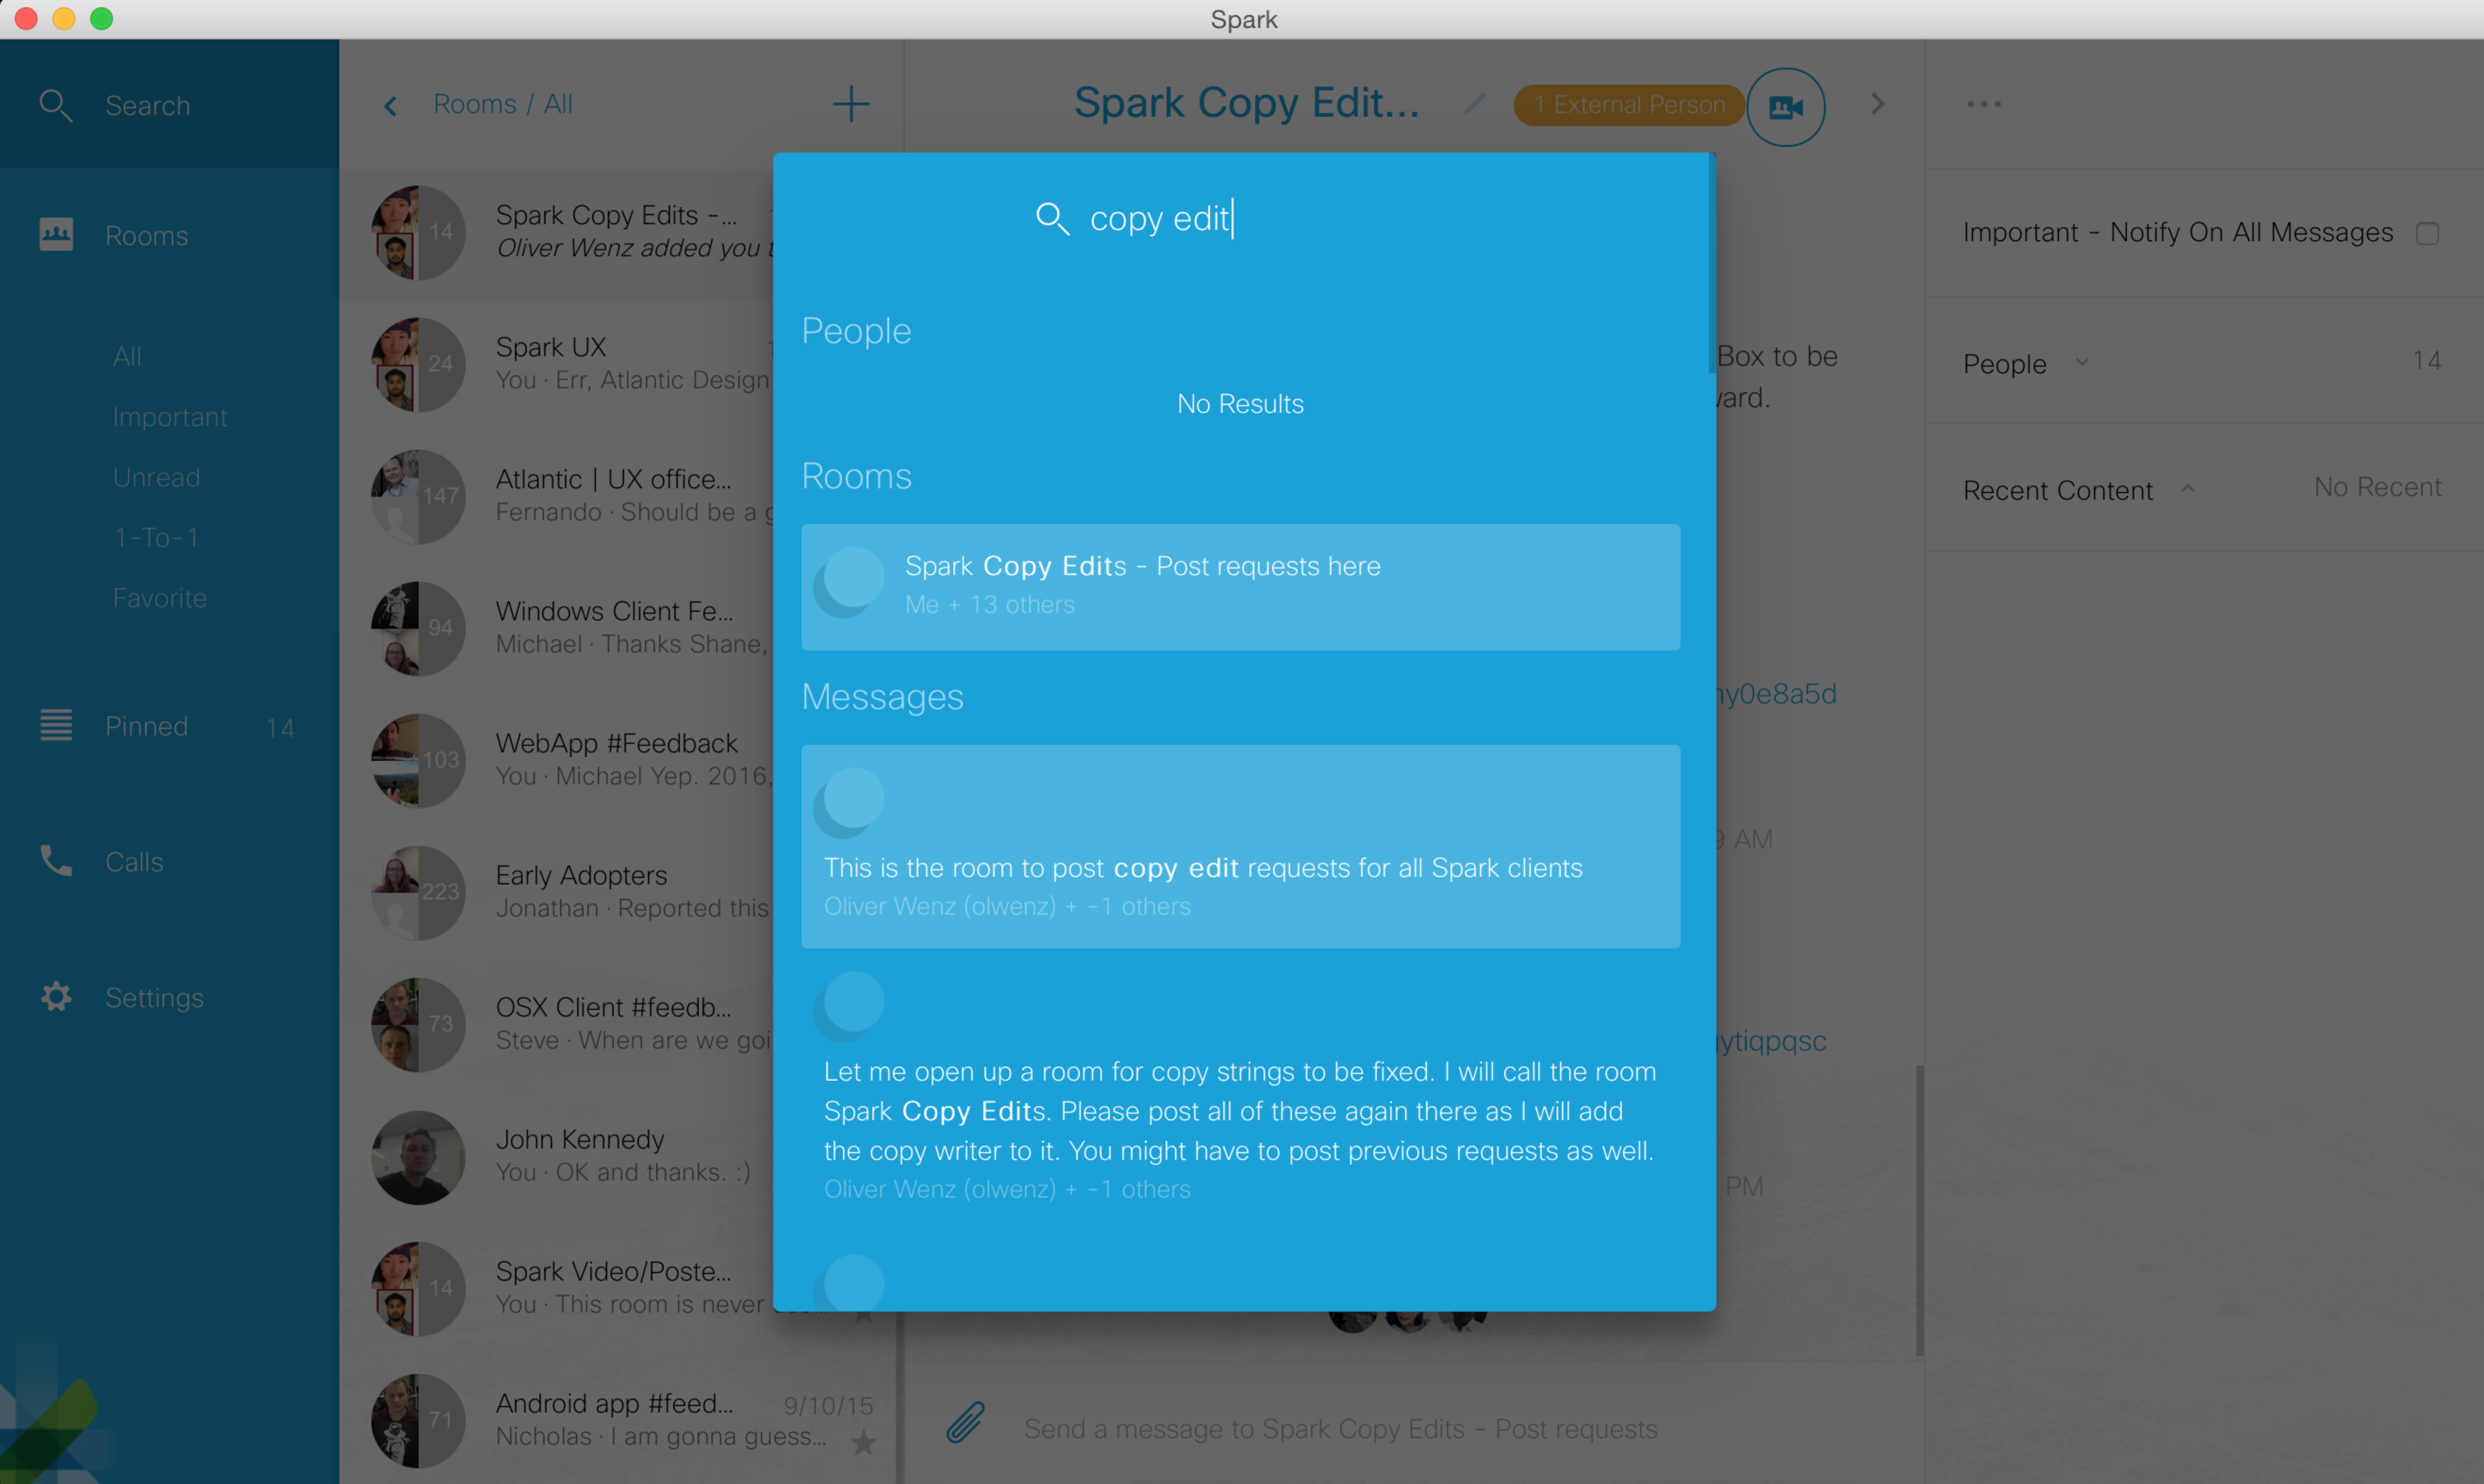 Spark
Search
Rooms
All
Important
Unread
1-To-1
Favorite
Pinned 14
Calls
Settings
Rooms / All
14 Spark Copy Edits -...
Oliver Wenz added you
24 Spark UX
You · Err, Atlantic Design
147 Atlantic | UX office...
Fernando · Should be a
94 Windows Client Fe...
Michael · Thanks Shane,
103 WebApp #Feedback
You · Michael Yep. 2016,
223 Early Adopters
Jonathan · Reported this
73 OSX Client #feedb...
Steve · When are we
John Kennedy
You · OK and thanks. :)
14 Spark Video/Poste...
You · This room is never
71 Android app #feed... 9/10/15
Nicholas · I am gonna guess...
Spark Copy Edit... 1 External Person
copy edit
People
No Results
Rooms
Spark Copy Edits - Post requests here
Me + 13 others
Messages
This is the room to post copy edit requests for all Spark clients
Oliver Wenz (olwenz) + -1 others
Let me open up a room for copy strings to be fixed. I will call the room
Spark Copy Edits. Please post all of these again there as I will add
the copy writer to it. You might have to post previous requests as well.
Oliver Wenz (olwenz) + -1 others
Box to be
AM
PM
Send a message to Spark Copy Edits - Post requests
...
Important - Notify On All Messages
People 14
Recent Content No Recent